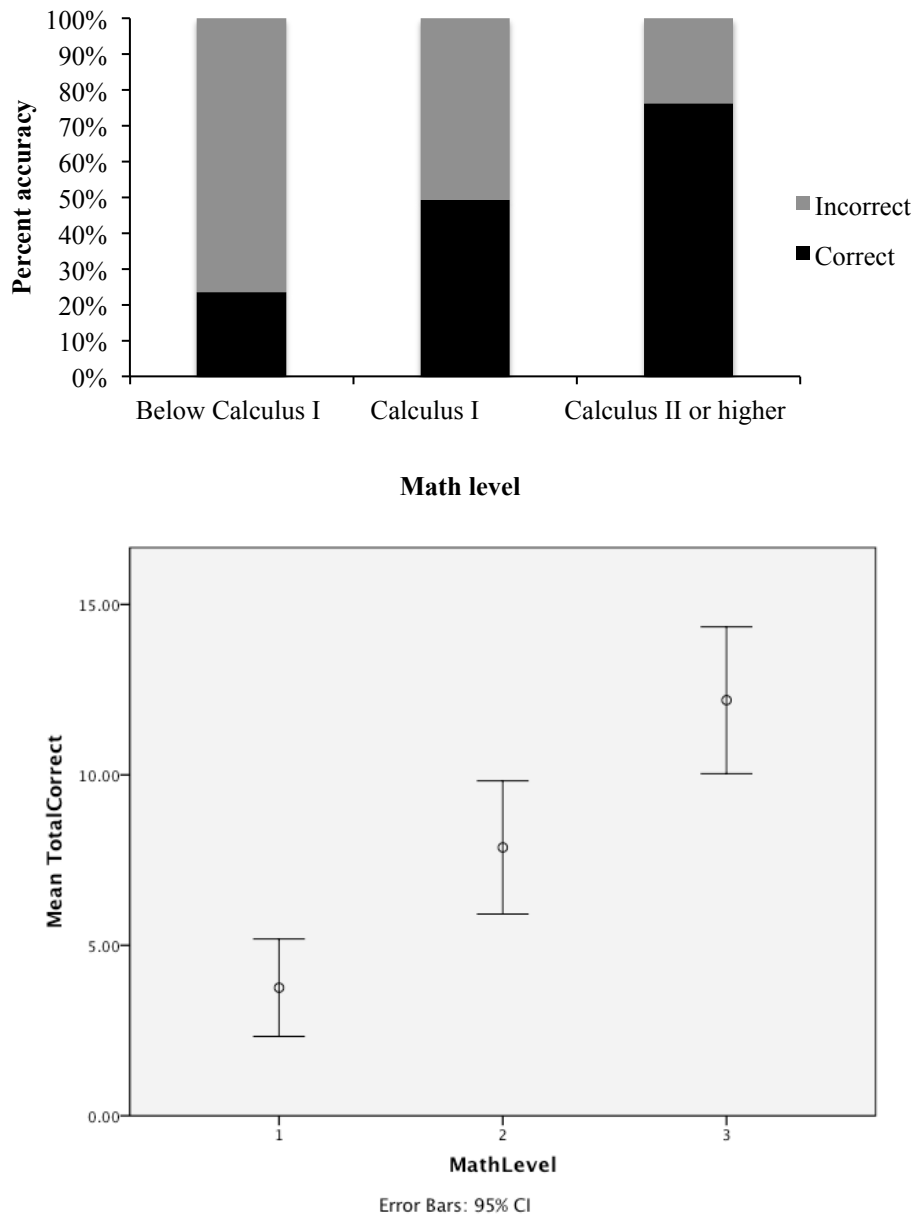 100%
90%
80%
70%
60%
50%
40%
30%
20%
10%
0%
Percent accuracy
Incorrect
Correct
Below Calculus I
Calculus I
Calculus II or higher
Math level
15.00
10.00
5.00
0.00
Mean TotalCorrect
1
2
3
MathLevel
Error Bars: 95% CI